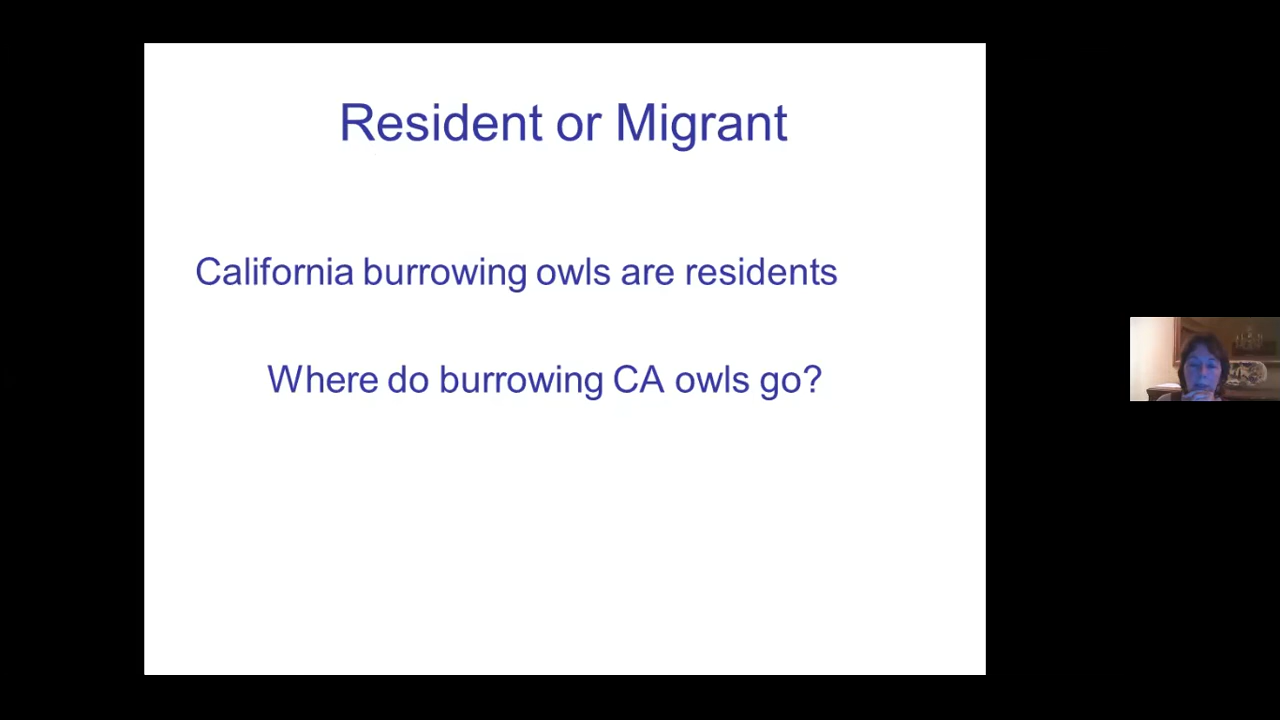 Resident or Migrant
California burrowing owls are residents
Where do burrowing CA owls go?